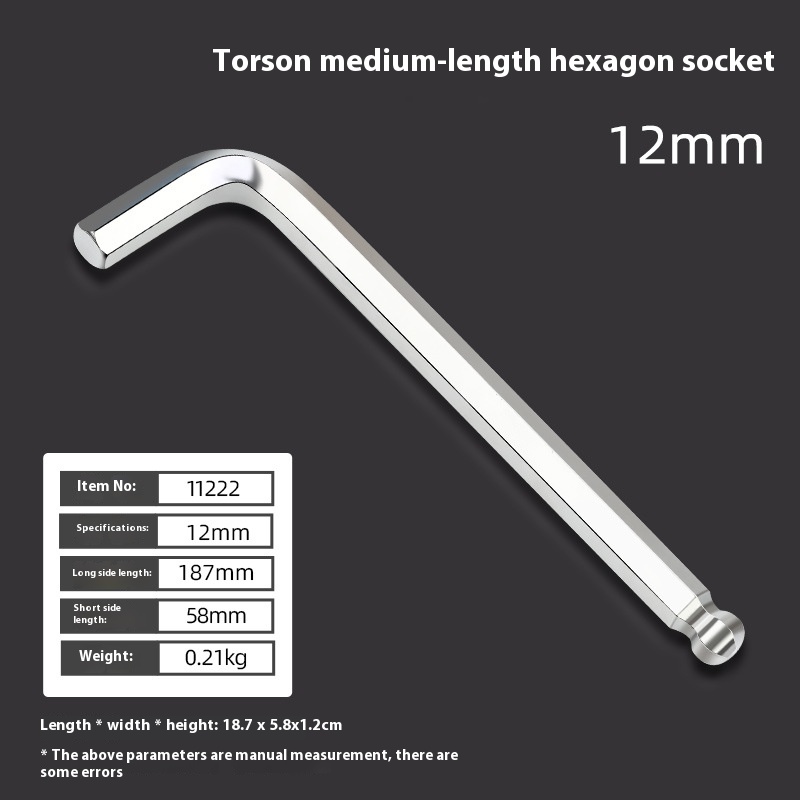 Torson medium-length hexagon socket
12mm
Item No: 11222
Specifications: 12mm
Long side length: 187mm
Short side
length: 58mm
Weight: 0.21kg
Length * width * height: 18.7 x 5.8x1.2cm
* The above parameters are manual measurement, there are
some errors